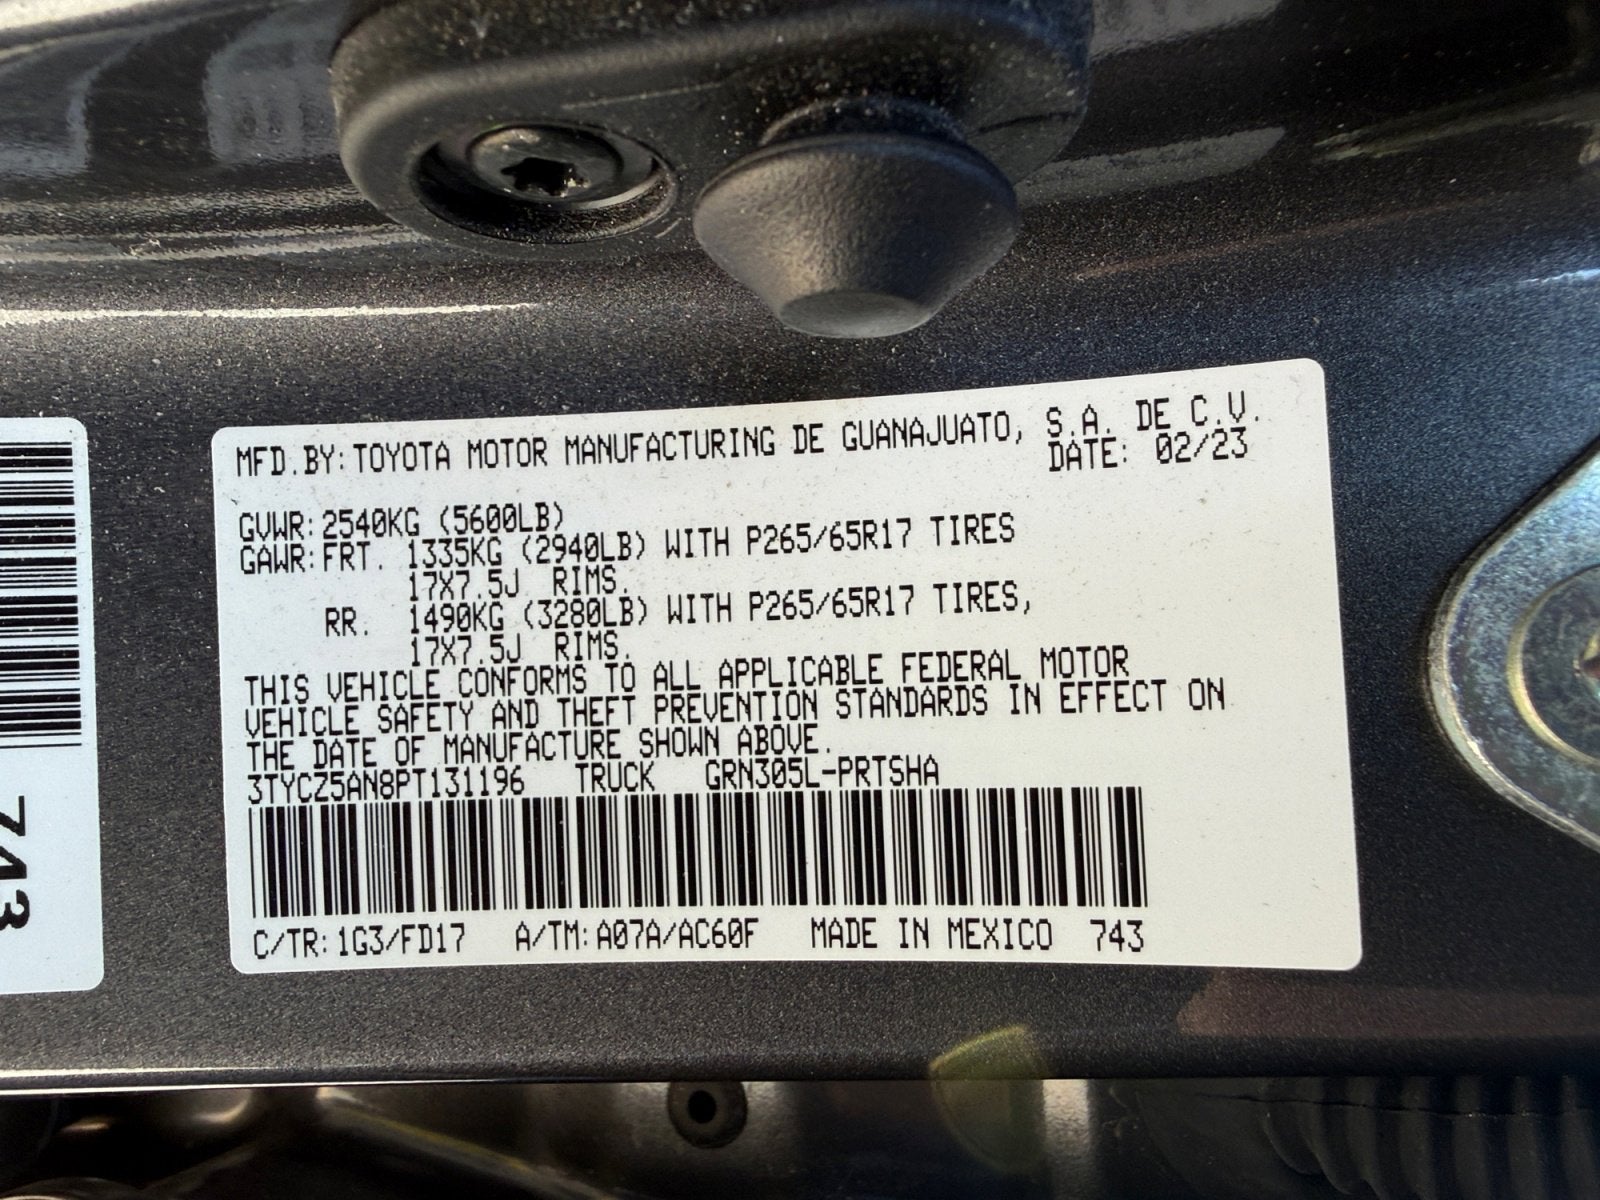 MFD.BY:TOYOTA MOTOR MANUFACTURING DE GUANAJUATO, S.A. DE C.V.
DATE: 02/23
GVWR:2540KG (5600LB)
GAWR:FRT. 1335KG (2940LB) WITH P265/65R17 TIRES
17X7.5J RIMS.
RR. 1490KG (3280LB) WITH P265/65R17 TIRES,
17X7.5J RIMS.
THIS VEHICLE CONFORMS TO ALL APPLICABLE FEDERAL MOTOR
VEHICLE SAFETY AND THEFT PREVENTION STANDARDS IN EFFECT ON
THE DATE OF MANUFACTURE SHOWN ABOVE.
3TYCZ5AN8PT131196 TRUCK GRN305L-PRTSHA
C/TR:1G3/FD17 A/TM:A07A/AC60F MADE IN MEXICO 743
743